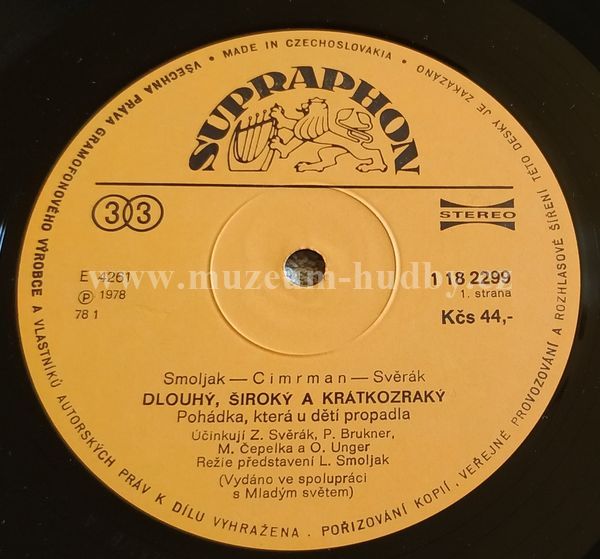 VŠECHNA PRÁVA GRAMOFONOVÉHO VÝROBCE A VLASTNÍKŮ AUTORSKÝCH PRÁV K DÍLU VYHRAŽENA. POŘIZOVÁNÍ KOPIÍ, VEŘEJNÉ PROVOZOVÁNÍ A ROZHLASOVÉ ŠÍŘENÍ TÉTO DESKY JE ZAKÁZÁNO
• MADE IN CZECHOSLOVAKIA •
SUPRAPHON
33
STEREO
www.muzeum-hudby.cz
E 4261
℗ 1978
78 1
1 18 2299
1. strana
Kčs 44,-
Smoljak — Cimrman — Svěrák
DLOUHÝ, ŠIROKÝ A KRÁTKOZRAKÝ
Pohádka, která u dětí propadla
Účinkují Z. Svěrák, P. Brukner,
M. Čepelka a O. Unger
Režie představení L. Smoljak
(Vydáno ve spolupráci
s Mladým světem)